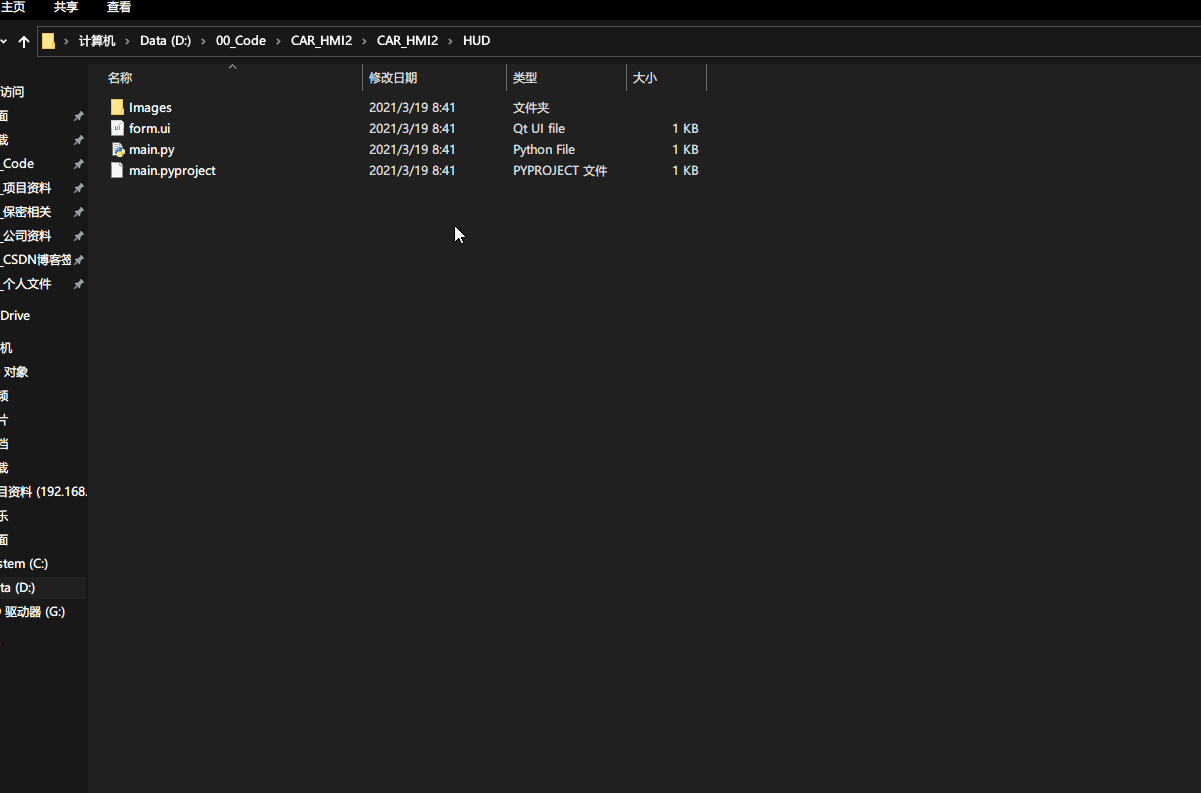 主页 共享 查看
计算机 Data (D:) 00_Code CAR_HMI2 CAR_HMI2 HUD
名称 修改日期 类型 大小
Images 2021/3/19 8:41 文件夹
form.ui 2021/3/19 8:41 Qt UI file 1 KB
main.py 2021/3/19 8:41 Python File 1 KB
main.pyproject 2021/3/19 8:41 PYPROJECT 文件 1 KB
访问
面
载
_Code
_项目资料
_保密相关
_公司资料
_CSDN博客签
_个人文件
Drive
机
对象
频
片
档
载
目资料 (192.168.
乐
面
stem (C:)
ta (D:)
驱动器 (G:)